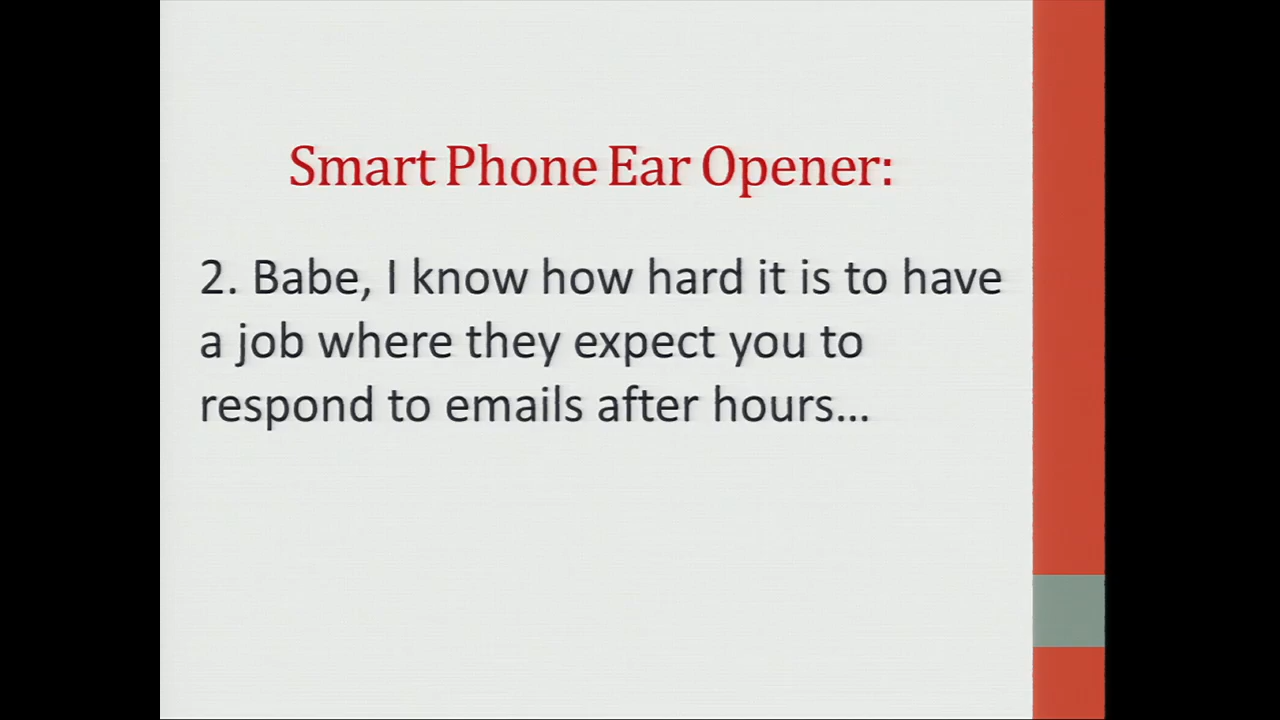 Smart Phone Ear Opener:
2. Babe, I know how hard it is to have
a job where they expect you to
respond to emails after hours...